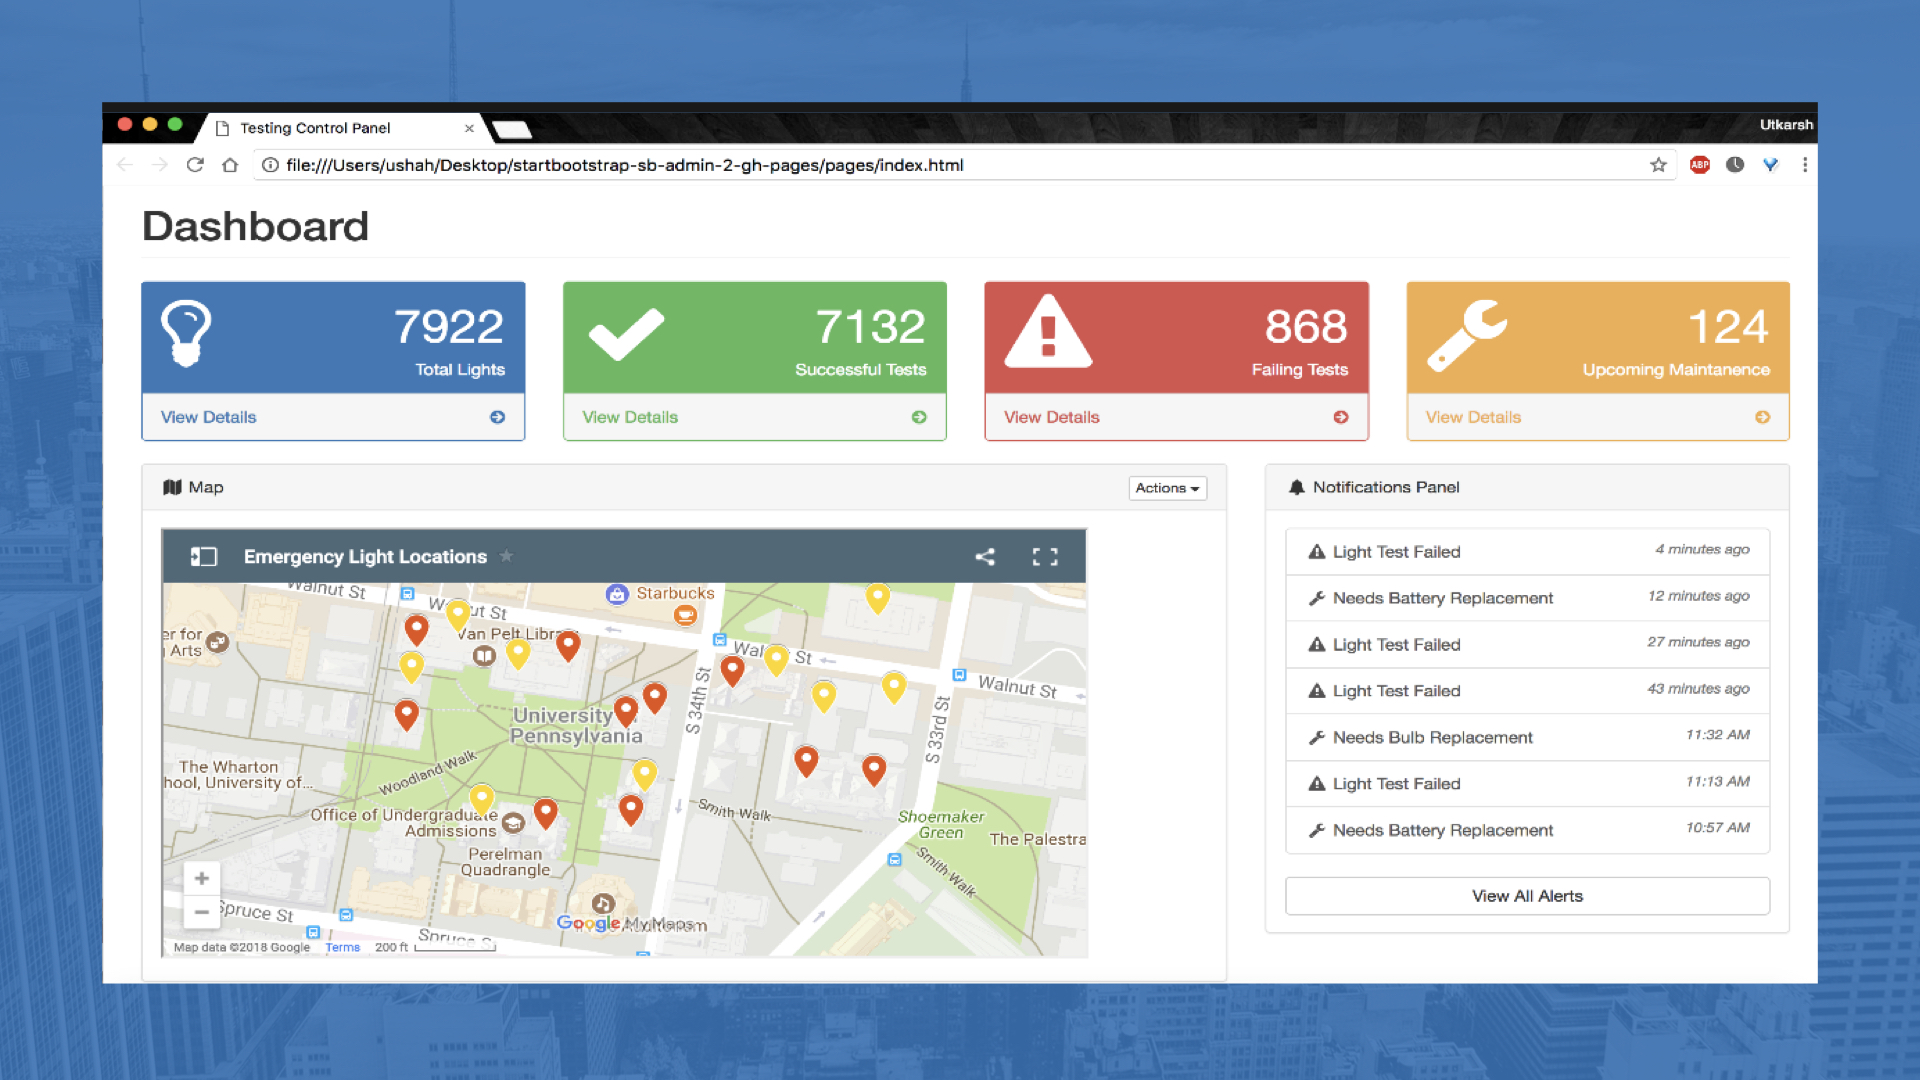 Testing Control Panel
Utkarsh
file:///Users/ushah/Desktop/startbootstrap-sb-admin-2-gh-pages/pages/index.html
ABP
Dashboard
7922
Total Lights
View Details
7132
Successful Tests
View Details
868
Failing Tests
View Details
124
Upcoming Maintanence
View Details
Map
Actions
Emergency Light Locations
Walnut St
Walnut St
Starbucks
er for
Arts
Van Pelt Libra
Walnut St
Walnut St
S 34th St
S 33rd St
University
Pennsylvania
The Wharton
hool, University of...
Woodland Walk
Office of Undergraduate
Admissions
Perelman
Quadrangle
Smith Walk
Shoemaker
Green
The Palestra
Smith Walk
Spruce St
Spruce S
Google My Maps
Map data ©2018 Google
Terms
200 ft
Notifications Panel
Light Test Failed
4 minutes ago
Needs Battery Replacement
12 minutes ago
Light Test Failed
27 minutes ago
Light Test Failed
43 minutes ago
Needs Bulb Replacement
11:32 AM
Light Test Failed
11:13 AM
Needs Battery Replacement
10:57 AM
View All Alerts